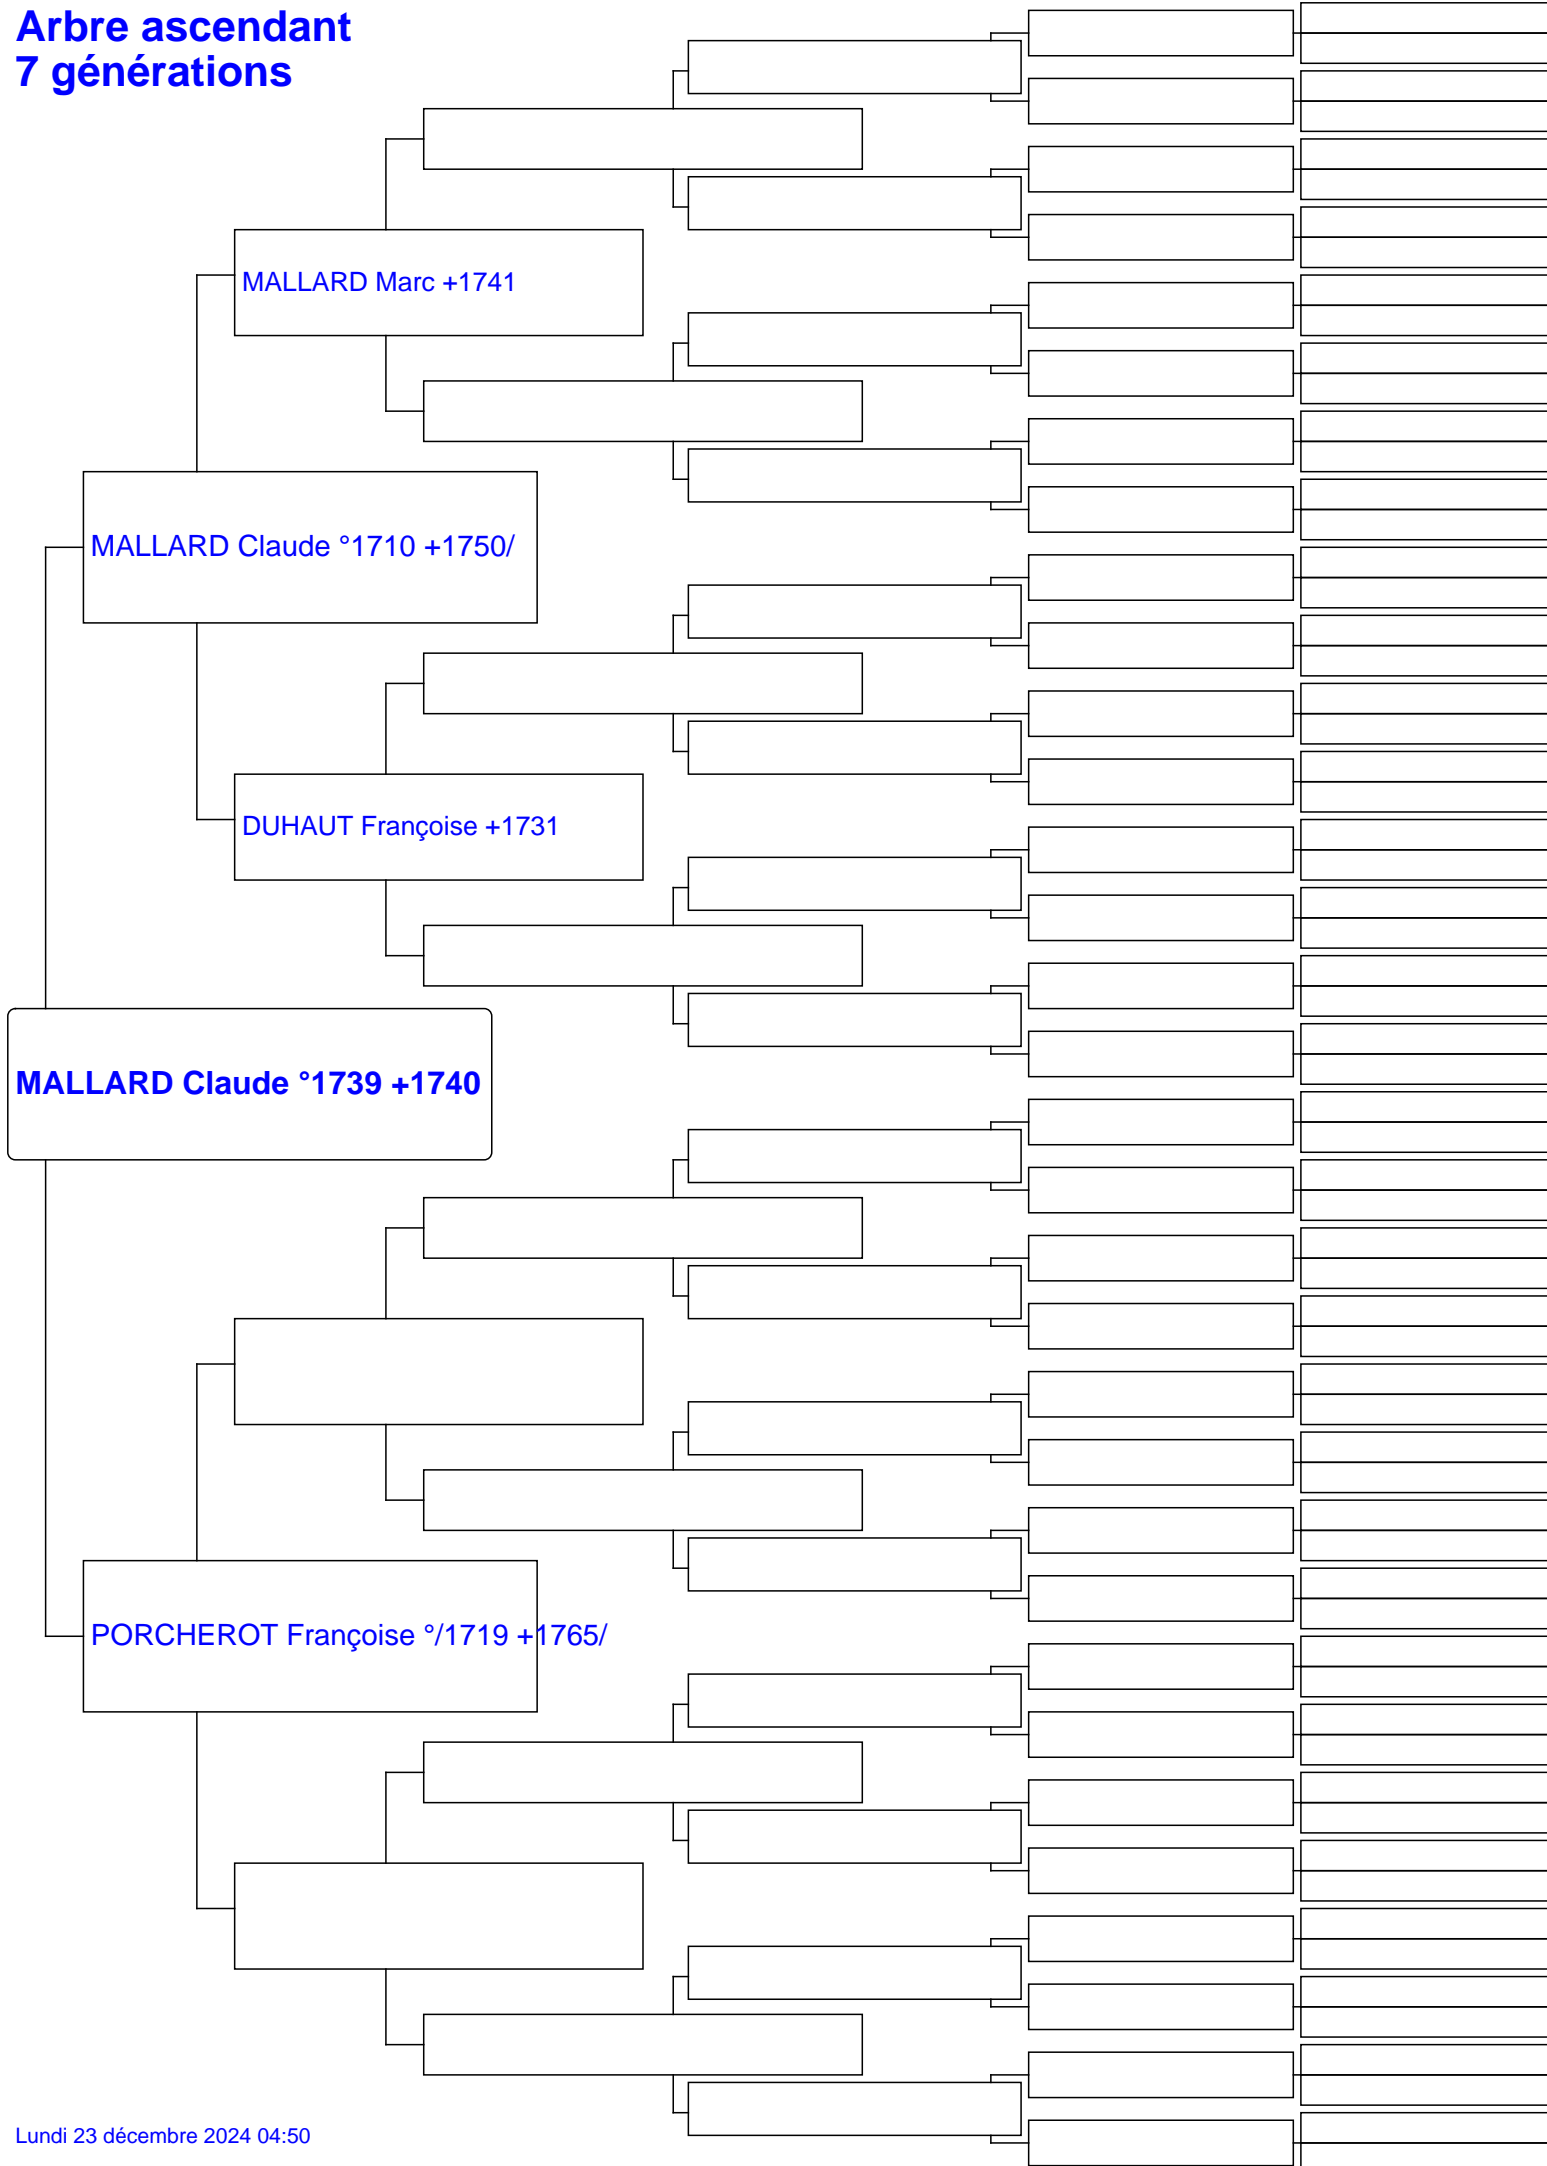 Arbre ascendant
7 générations
MALLARD Marc +1741
MALLARD Claude °1710 +1750/
DUHAUT Françoise +1731
MALLARD Claude °1739 +1740
PORCHEROT Françoise °/1719 +1765/
Lundi 23 décembre 2024 04:50